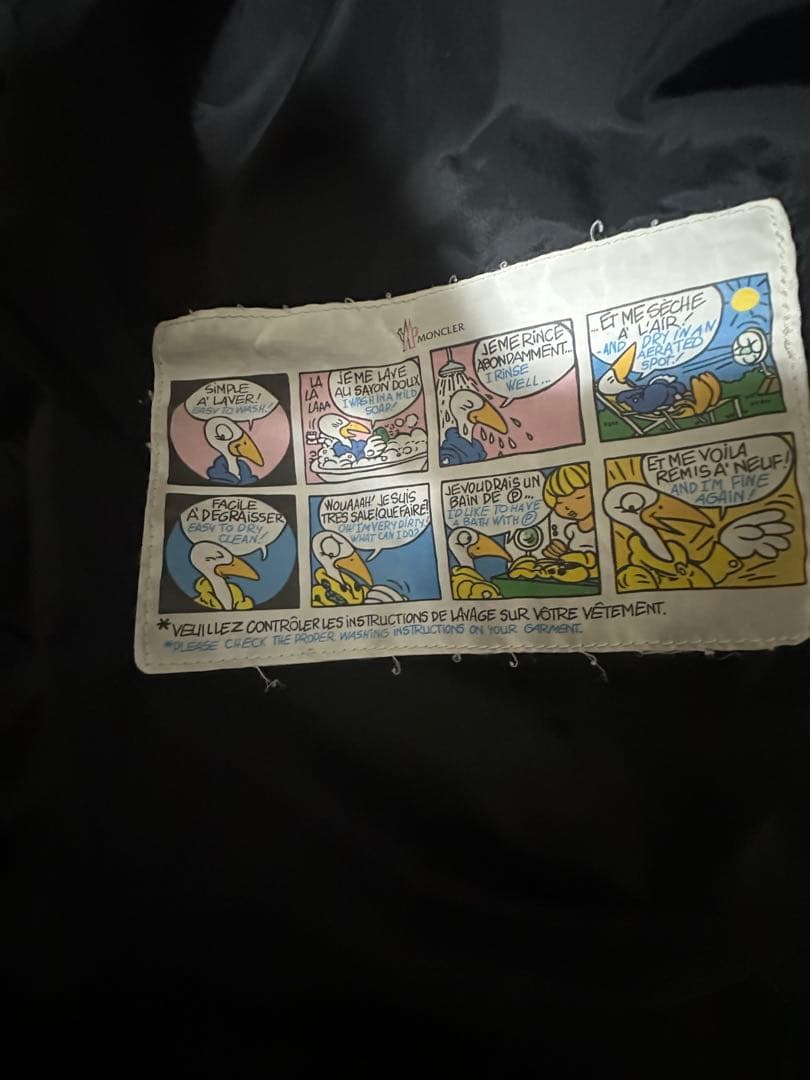 MONCLER
SIMPLE
A' LAVER!
EASY TO WASH!
LA
LA
LAAA
JE ME LAVE
AU SAVON DOUX
I WASH IN A MILD
SOAP!
JE ME RINCE
ABONDAMMENT...
I RINSE
WELL...
...ET ME SÈCHE
A' L'AIR!
-AND DRY IN AN
AERATED
SPOT!
FACILE
A' DÉGRAISSER
EASY TO DRY
CLEAN!
WOUAAAH! JE SUIS
TRES SALE! QUE FAIRE?
OH! I'M VERY DIRTY!
WHAT CAN I DO?
JE VOUDRAIS UN
BAIN DE Ⓟ...
I'D LIKE TO HAVE
A BATH WITH Ⓟ
ET ME VOILA
REMIS A' NEUF!
AND I'M FINE
AGAIN!
*VEUILLEZ CONTRÔLER LES INSTRUCTIONS DE LAVAGE SUR VÔTRE VÊTEMENT.
*PLEASE CHECK THE PROPER WASHING INSTRUCTIONS ON YOUR GARMENT.